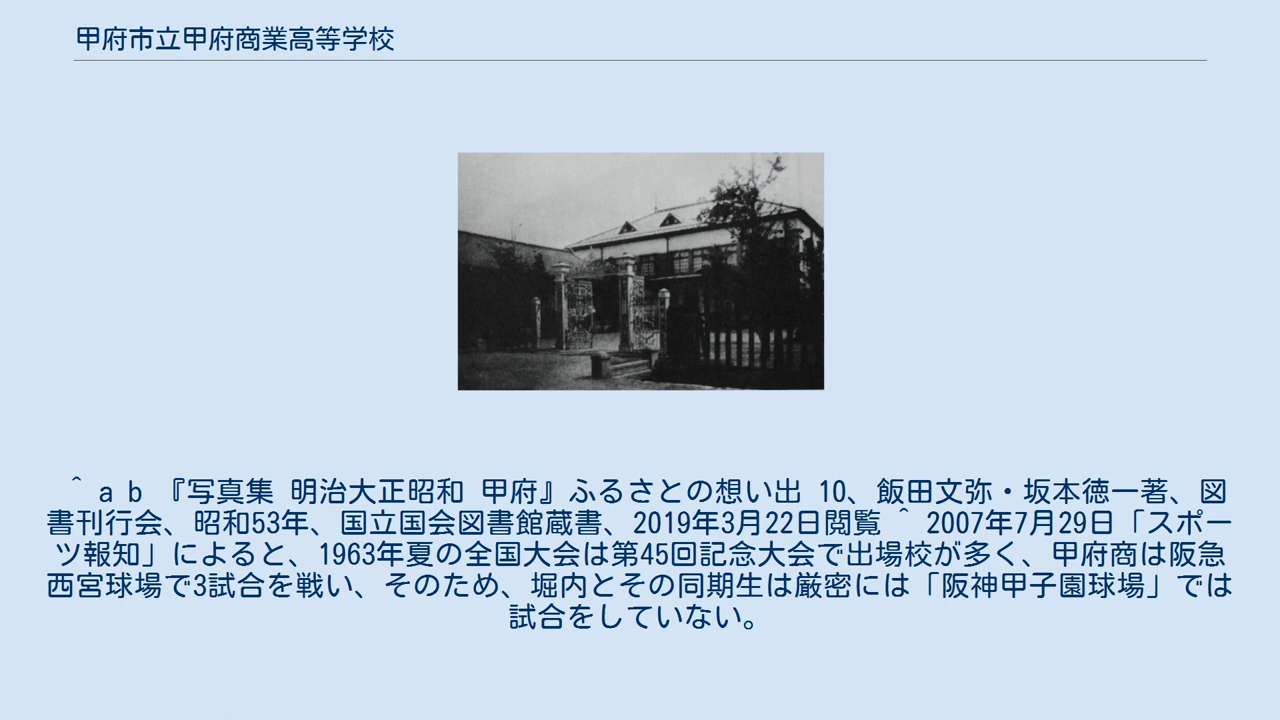 甲府市立甲府商業高等学校
^ a b 『写真集 明治大正昭和 甲府』ふるさとの想い出 10、飯田文弥・坂本徳一著、図
書刊行会、昭和53年、国立国会図書館蔵書、2019年3月22日閲覧 ^ 2007年7月29日「スポー
ツ報知」によると、1963年夏の全国大会は第45回記念大会で出場校が多く、甲府商は阪急
西宮球場で3試合を戦い、そのため、堀内とその同期生は厳密には「阪神甲子園球場」では
試合をしていない。